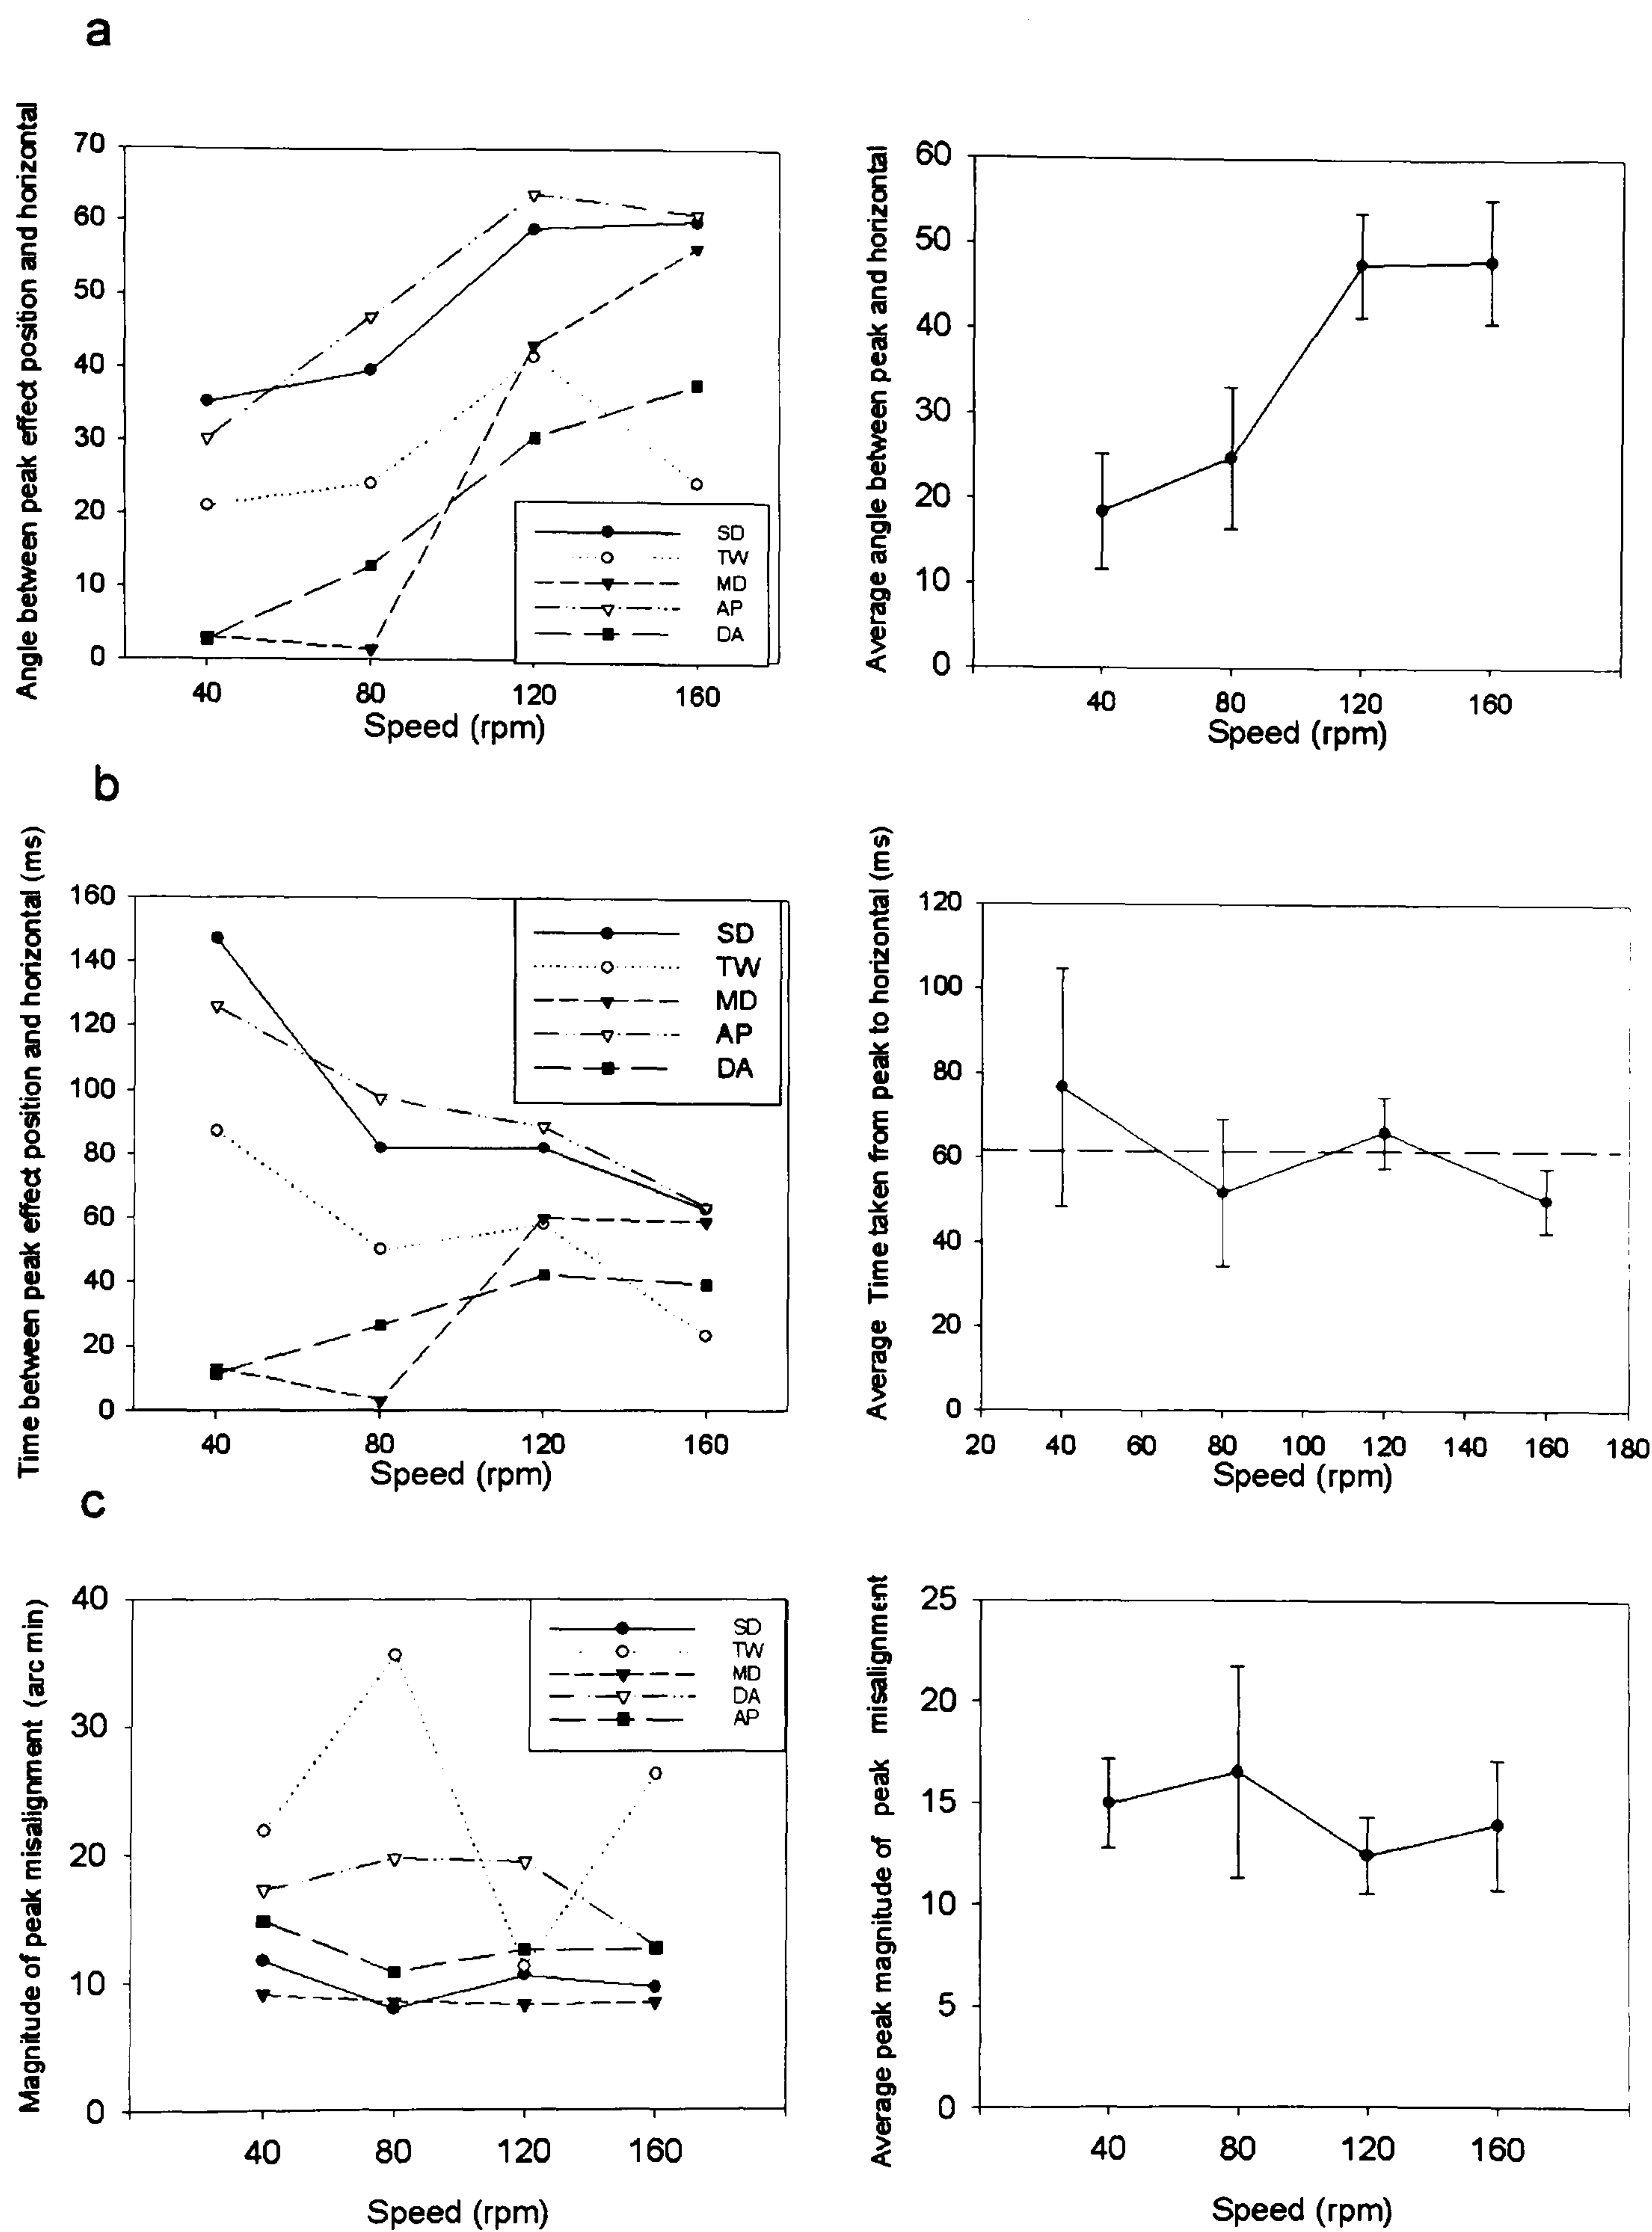 a
Angle between peak effect position and horizontal
70
60
50
40
30
20
10
0
SD
TW
MD
AP
DA
40 80 120 160
Speed (rpm)
Average angle between peak and horizontal
60
50
40
30
20
10
0
40 80 120 160
Speed (rpm)
b
Time between peak effect position and horizontal (ms)
160
140
120
100
80
60
40
20
0
SD
TW
MD
AP
DA
40 80 120 160
Speed (rpm)
Average Time taken from peak to horizontal (ms)
120
100
80
60
40
20
0
20 40 60 80 100 120 140 160 180
Speed (rpm)
c
Magnitude of peak misalignment (arc min)
40
30
20
10
0
SD
TW
MD
DA
AP
40 80 120 160
Speed (rpm)
Average peak magnitude of peak misalignment
25
20
15
10
5
0
40 80 120 160
Speed (rpm)